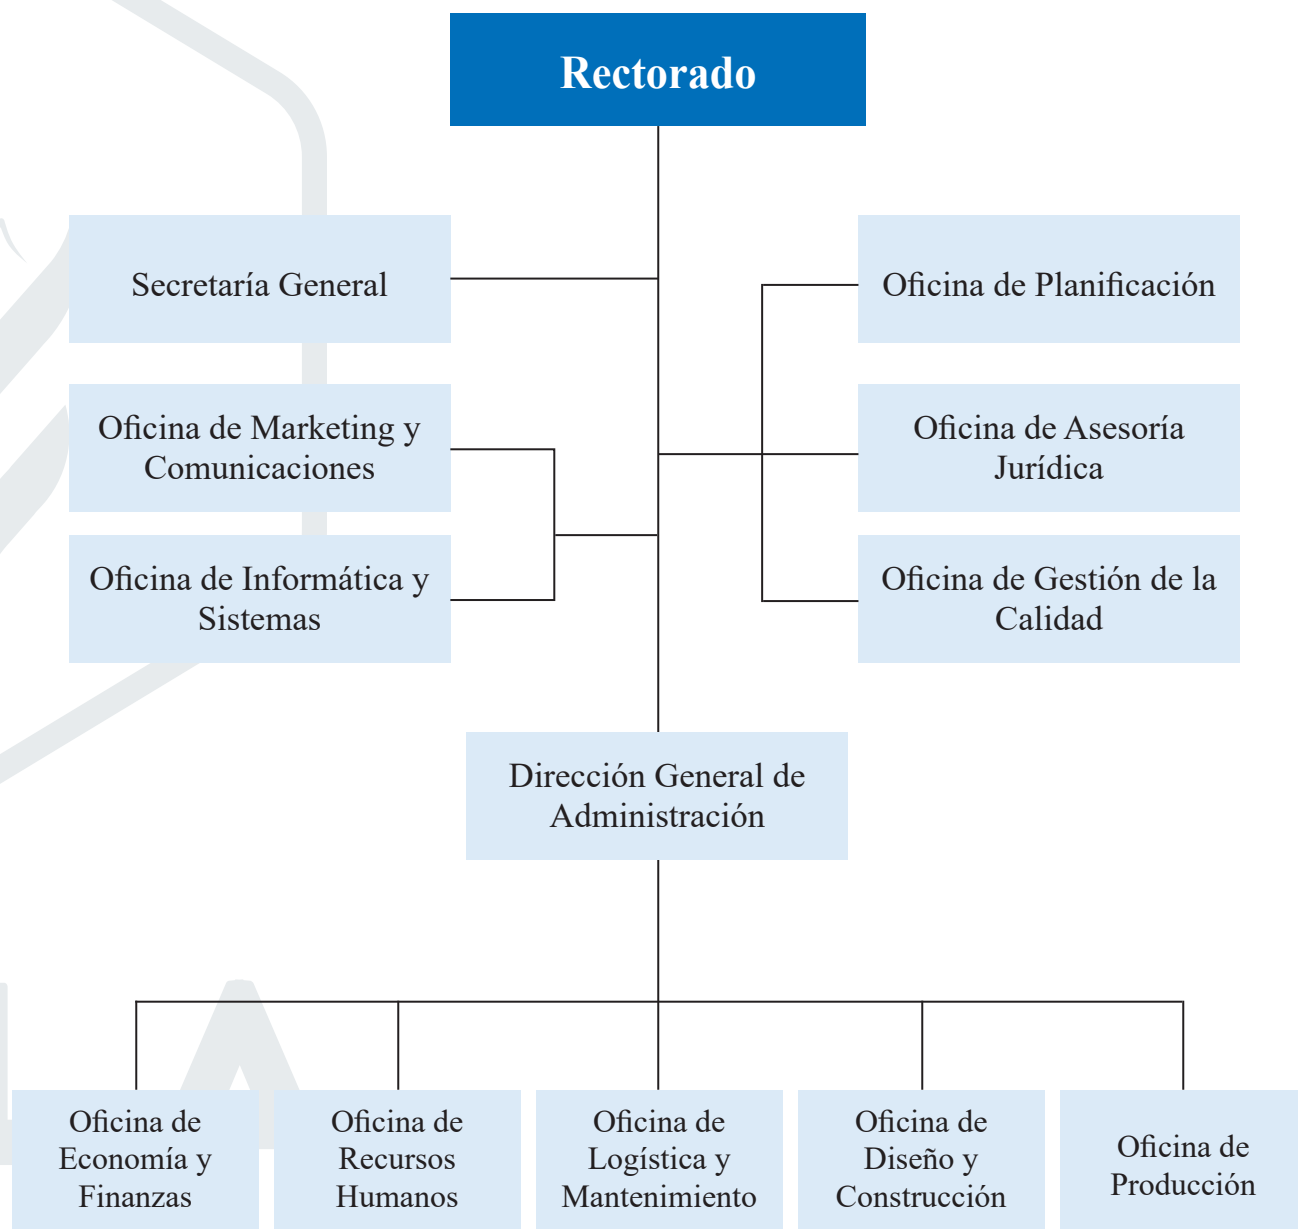 Rectorado
Secretaría General
Oficina de Planificación
Oficina de Marketing y
Comunicaciones
Oficina de Asesoría
Jurídica
Oficina de Informática y
Sistemas
Oficina de Gestión de la
Calidad
Dirección General de
Administración
Oficina de
Economía y
Finanzas
Oficina de
Recursos
Humanos
Oficina de
Logística y
Mantenimiento
Oficina de
Diseño y
Construcción
Oficina de
Producción